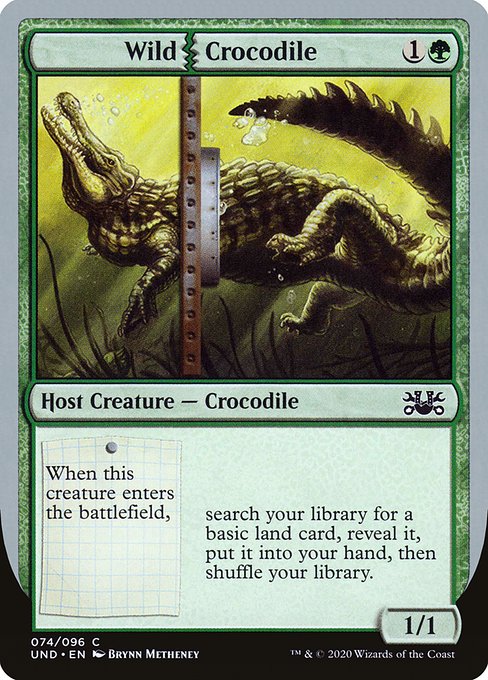 Wild Crocodile 1
Host Creature — Crocodile
When this
creature enters
the battlefield,
search your library for a
basic land card, reveal it,
put it into your hand, then
shuffle your library.
1/1
074/096 C
UND • EN Brynn Metheney
™ & © 2020 Wizards of the Coast